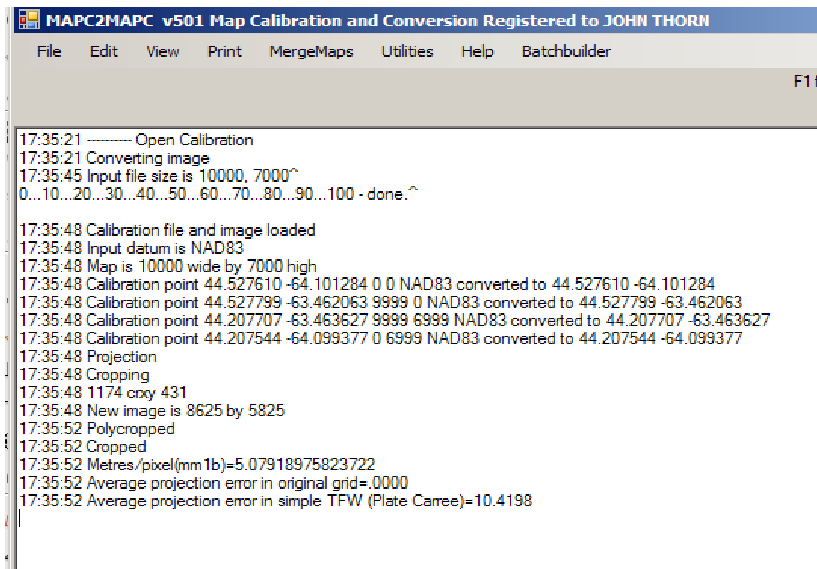 MAPC2MAPC v501 Map Calibration and Conversion Registered to JOHN THORN
File Edit View Print MergeMaps Utilities Help Batchbuilder
F1f
17:35:21 ---------- Open Calibration
17:35:21 Converting image
17:35:45 Input file size is 10000, 7000^
0...10...20...30...40...50...60...70...80...90...100 - done.^
17:35:48 Calibration file and image loaded
17:35:48 Input datum is NAD83
17:35:48 Map is 10000 wide by 7000 high
17:35:48 Calibration point 44.527610 -64.101284 0 0 NAD83 converted to 44.527610 -64.101284
17:35:48 Calibration point 44.527799 -63.462063 9999 0 NAD83 converted to 44.527799 -63.462063
17:35:48 Calibration point 44.207707 -63.463627 9999 6999 NAD83 converted to 44.207707 -63.463627
17:35:48 Calibration point 44.207544 -64.099377 0 6999 NAD83 converted to 44.207544 -64.099377
17:35:48 Projection
17:35:48 Cropping
17:35:48 1174 crxy 431
17:35:48 New image is 8625 by 5825
17:35:52 Polycropped
17:35:52 Cropped
17:35:52 Metres/pixel(mm1b)=5.07918975823722
17:35:52 Average projection error in original grid=.0000
17:35:52 Average projection error in simple TFW (Plate Carree)=10.4198